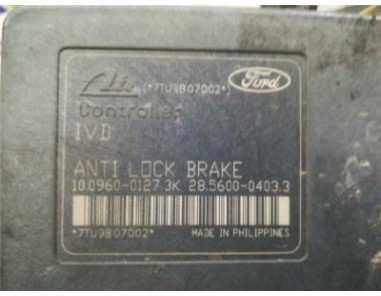 Ate (*7TU9B07002*) Ford
Controller
IVD
ANTI LOCK BRAKE
10.0960-0127.3K 28.5600-0403.3
*7TU9B07002* MADE IN PHILIPPINES